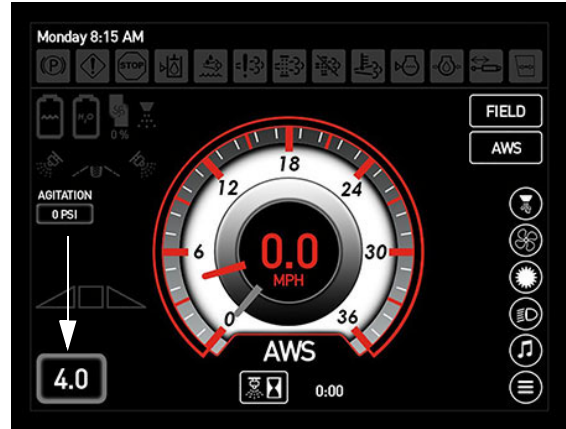 Monday 8:15 AM
(P)
STOP
H₂O
0 %
FIELD
AWS
AGITATION
0 PSI
0
6
12
18
24
30
36
0.0
MPH
AWS
4.0
0:00